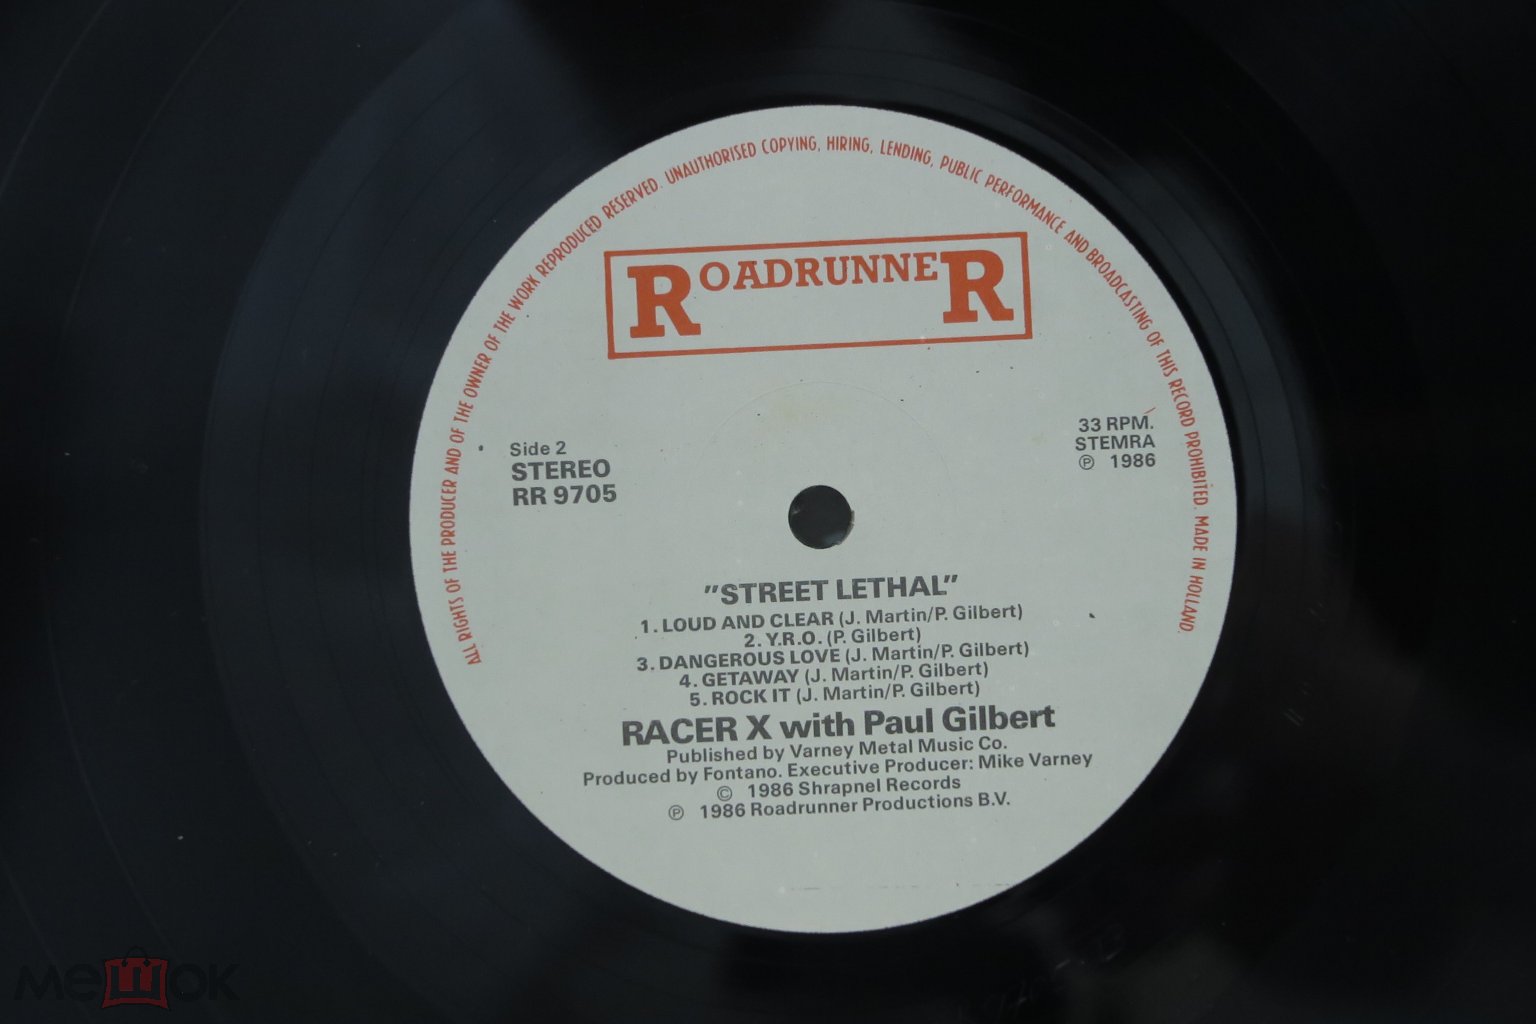 ALL RIGHTS OF THE PRODUCER AND OF THE OWNER OF THE WORK REPRODUCED RESERVED. UNAUTHORISED COPYING, HIRING, LENDING, PUBLIC PERFORMANCE AND BROADCASTING OF THIS RECORD PROHIBITED. MADE IN HOLLAND.
ROADRUNNER
Side 2
STEREO
RR 9705
33 RPM.
STEMRA
℗ 1986
"STREET LETHAL"
1. LOUD AND CLEAR (J. Martin/P. Gilbert)
2. Y.R.O. (P. Gilbert)
3. DANGEROUS LOVE (J. Martin/P. Gilbert)
4. GETAWAY (J. Martin/P. Gilbert)
5. ROCK IT (J. Martin/P. Gilbert)
RACER X with Paul Gilbert
Published by Varney Metal Music Co.
Produced by Fontano. Executive Producer: Mike Varney
© 1986 Shrapnel Records
℗ 1986 Roadrunner Productions B.V.
мешок